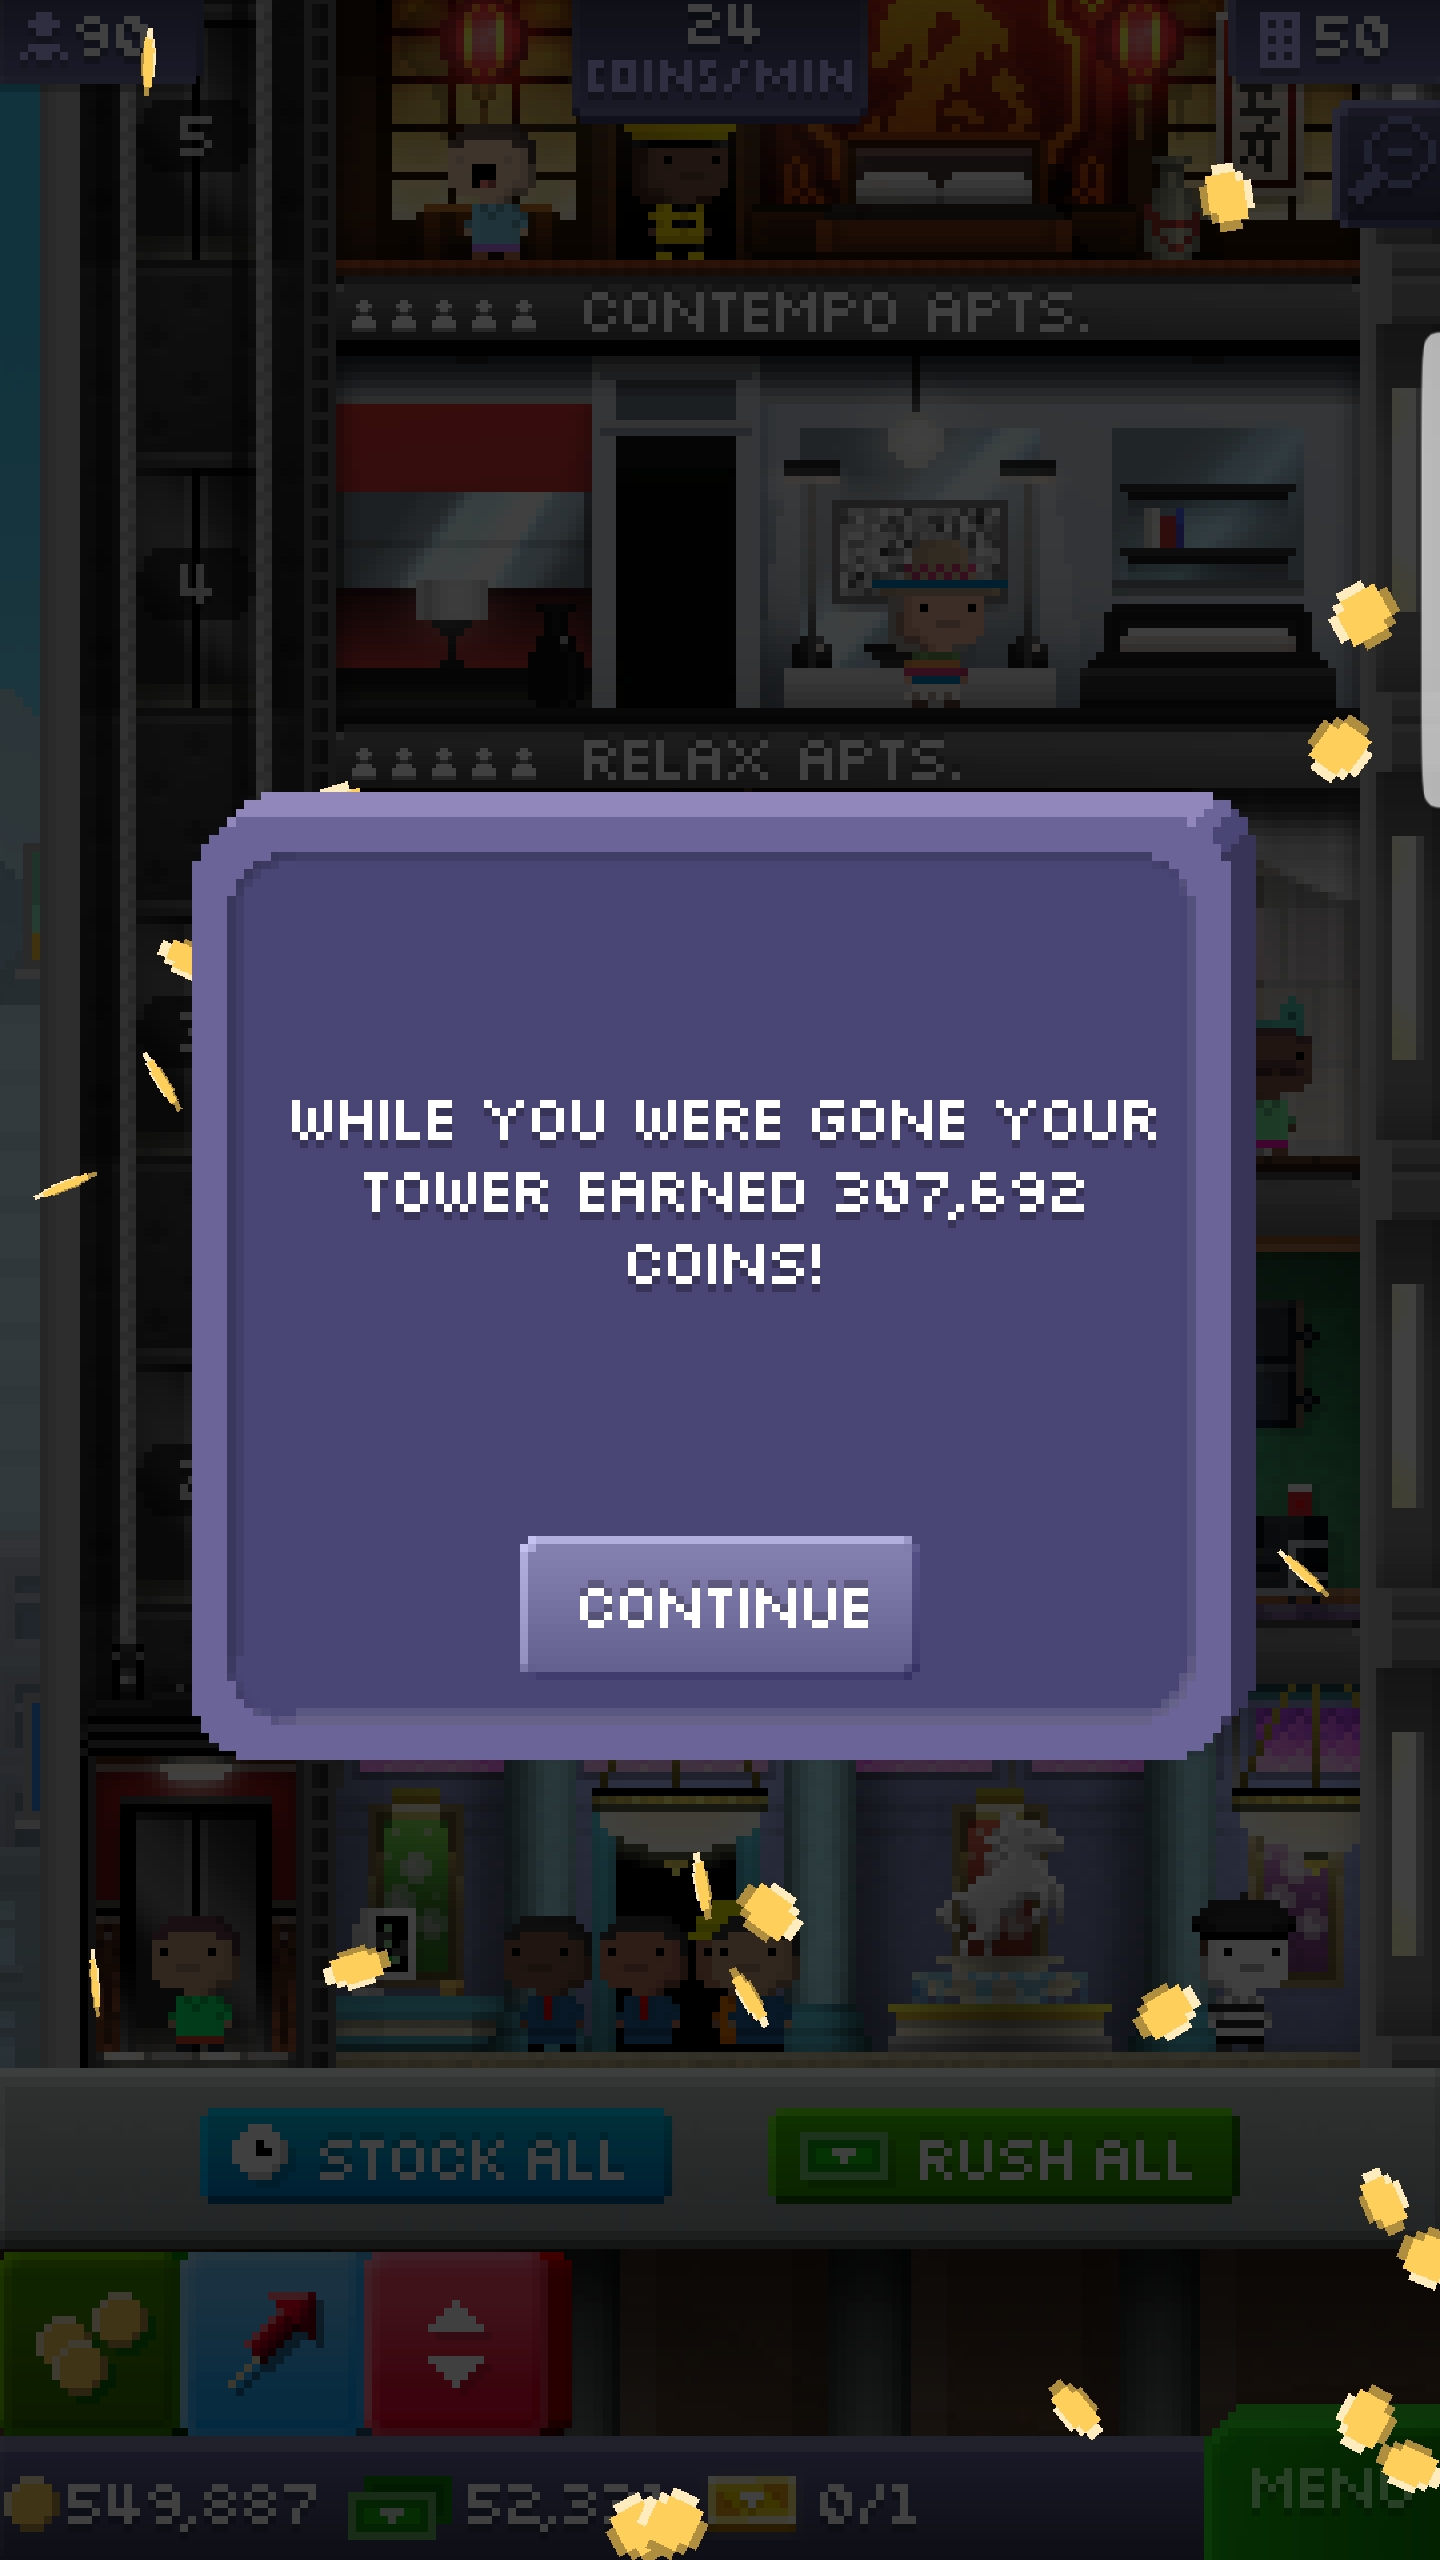 90
24
COINS/MIN
50
5
CONTEMPO APTS.
4
RELAX APTS.
WHILE YOU WERE GONE YOUR
TOWER EARNED 307,692
COINS!
CONTINUE
STOCK ALL
RUSH ALL
549,887
0/1
MENU